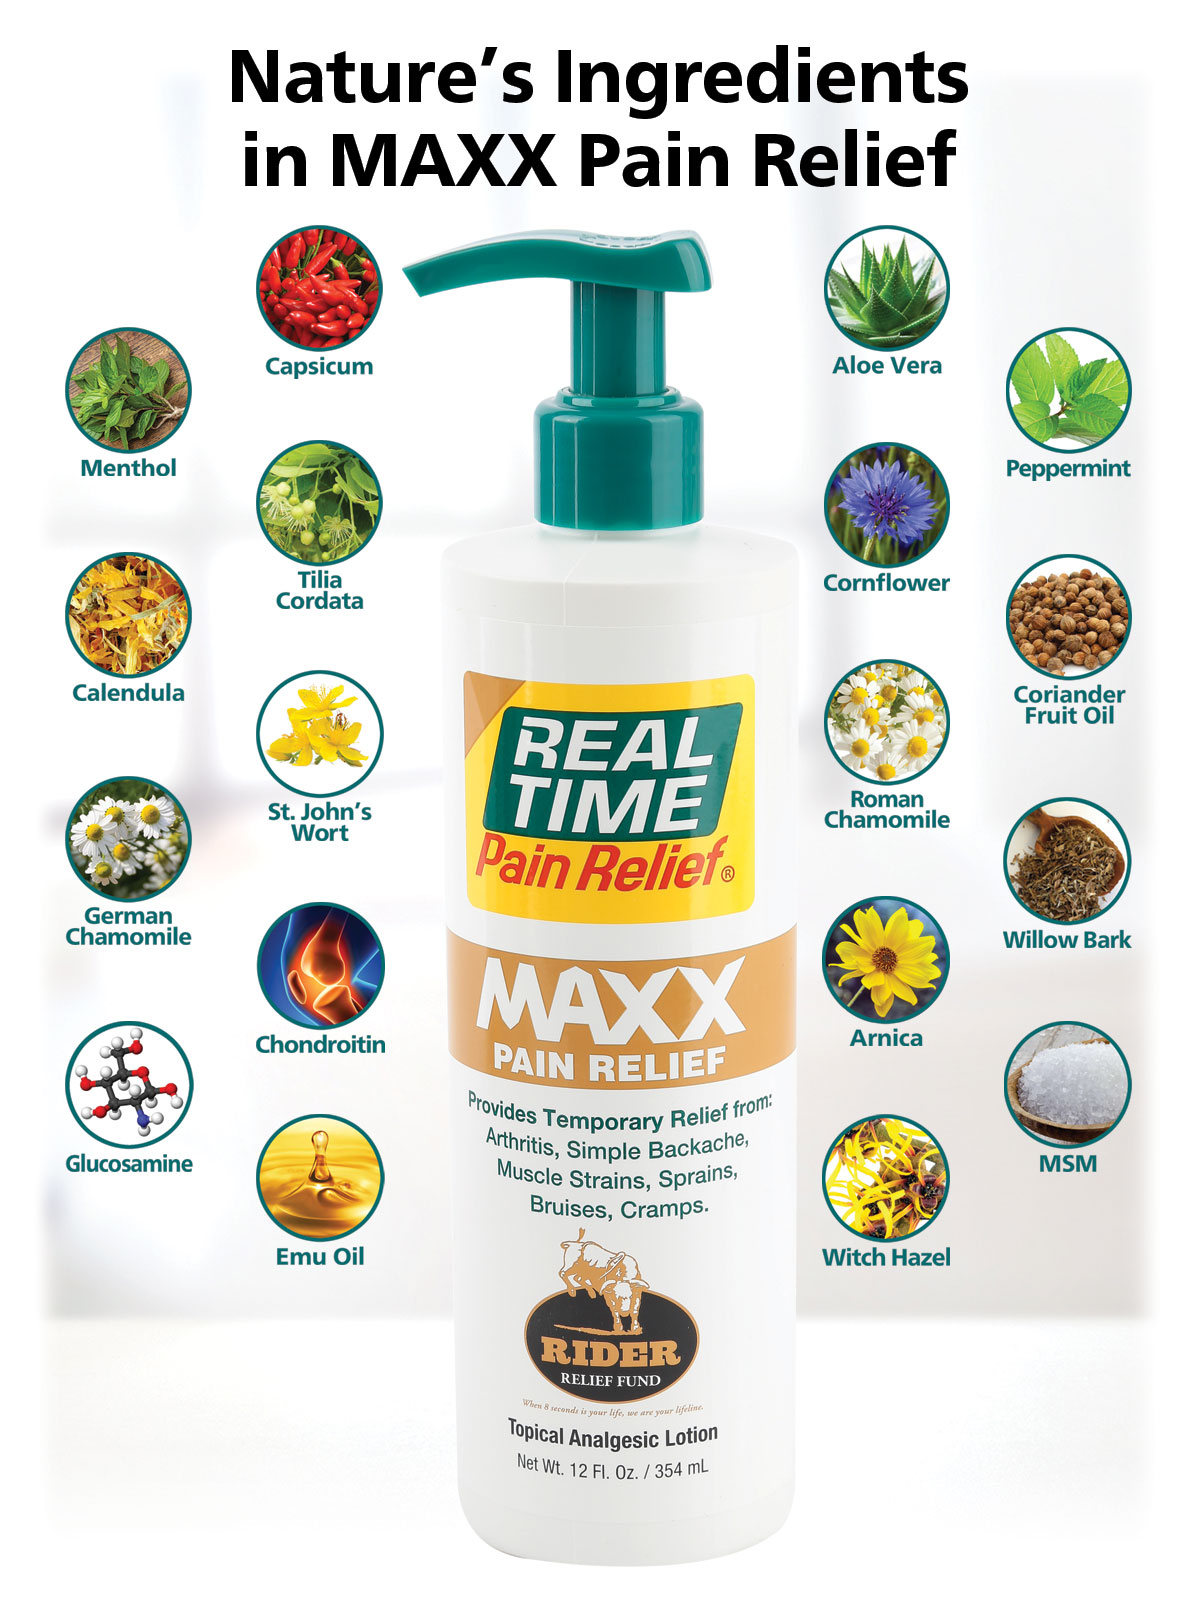 Nature’s Ingredients
in MAXX Pain Relief
Capsicum
Aloe Vera
Menthol
Peppermint
Tilia
Cordata
Cornflower
Calendula
Coriander
Fruit Oil
St. John’s
Wort
Roman
Chamomile
German
Chamomile
Willow Bark
Chondroitin
Arnica
Glucosamine
MSM
Emu Oil
Witch Hazel
REAL
TIME
Pain Relief®
MAXX
PAIN RELIEF
Provides Temporary Relief from:
Arthritis, Simple Backache,
Muscle Strains, Sprains,
Bruises, Cramps.
RIDER
RELIEF FUND
When 8 seconds is your life, we are your lifeline.
Topical Analgesic Lotion
Net Wt. 12 Fl. Oz. / 354 mL